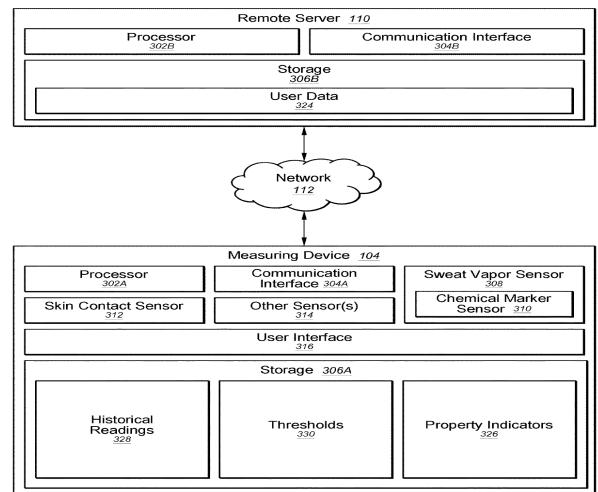 Remote Server 110
Processor
302B
Communication Interface
304B
Storage
306B
User Data
324
Network
112
Measuring Device 104
Processor
302A
Communication
Interface 304A
Sweat Vapor Sensor
308
Chemical Marker
Sensor 310
Skin Contact Sensor
312
Other Sensor(s)
314
User Interface
316
Storage 306A
Historical
Readings
328
Thresholds
330
Property Indicators
326